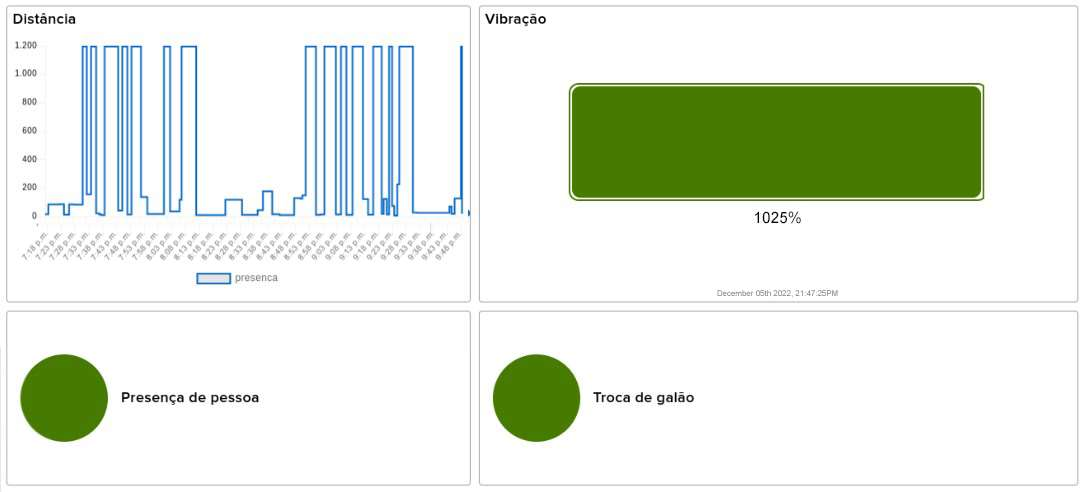 Distância
1.200
1.000
800
600
400
200
0
7:18 p.m.
7:23 p.m.
7:28 p.m.
7:33 p.m.
7:38 p.m.
7:43 p.m.
7:48 p.m.
7:53 p.m.
7:58 p.m.
8:03 p.m.
8:08 p.m.
8:13 p.m.
8:18 p.m.
8:23 p.m.
8:28 p.m.
8:33 p.m.
8:38 p.m.
8:43 p.m.
8:48 p.m.
8:53 p.m.
8:58 p.m.
9:03 p.m.
9:08 p.m.
9:13 p.m.
9:18 p.m.
9:23 p.m.
9:28 p.m.
9:33 p.m.
9:38 p.m.
9:43 p.m.
9:48 p.m.
presenca
Vibração
1025%
December 05th 2022, 21:47:25PM
Presença de pessoa
Troca de galão